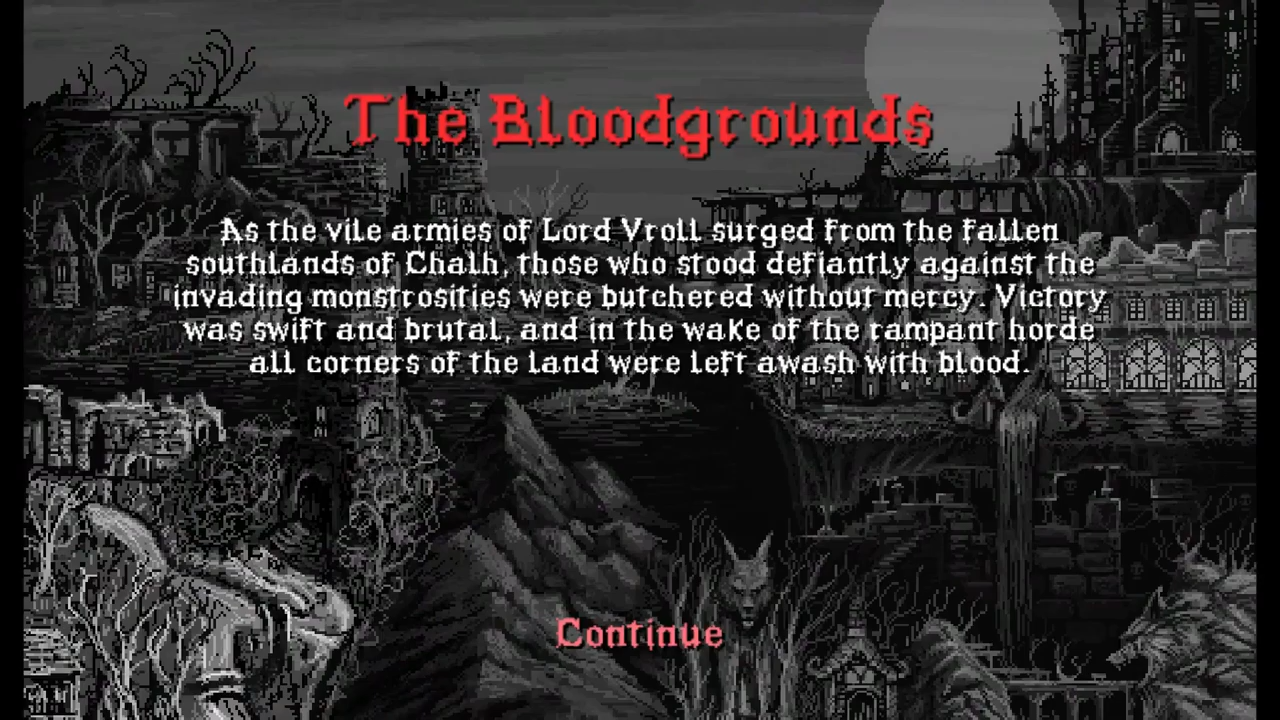 The Bloodgrounds
As the vile armies of Lord Vroll surged from the fallen
southlands of Chalh, those who stood defiantly against the
invading monstrosities were butchered without mercy. Victory
was swift and brutal, and in the wake of the rampant horde
all corners of the land were left awash with blood.
Continue